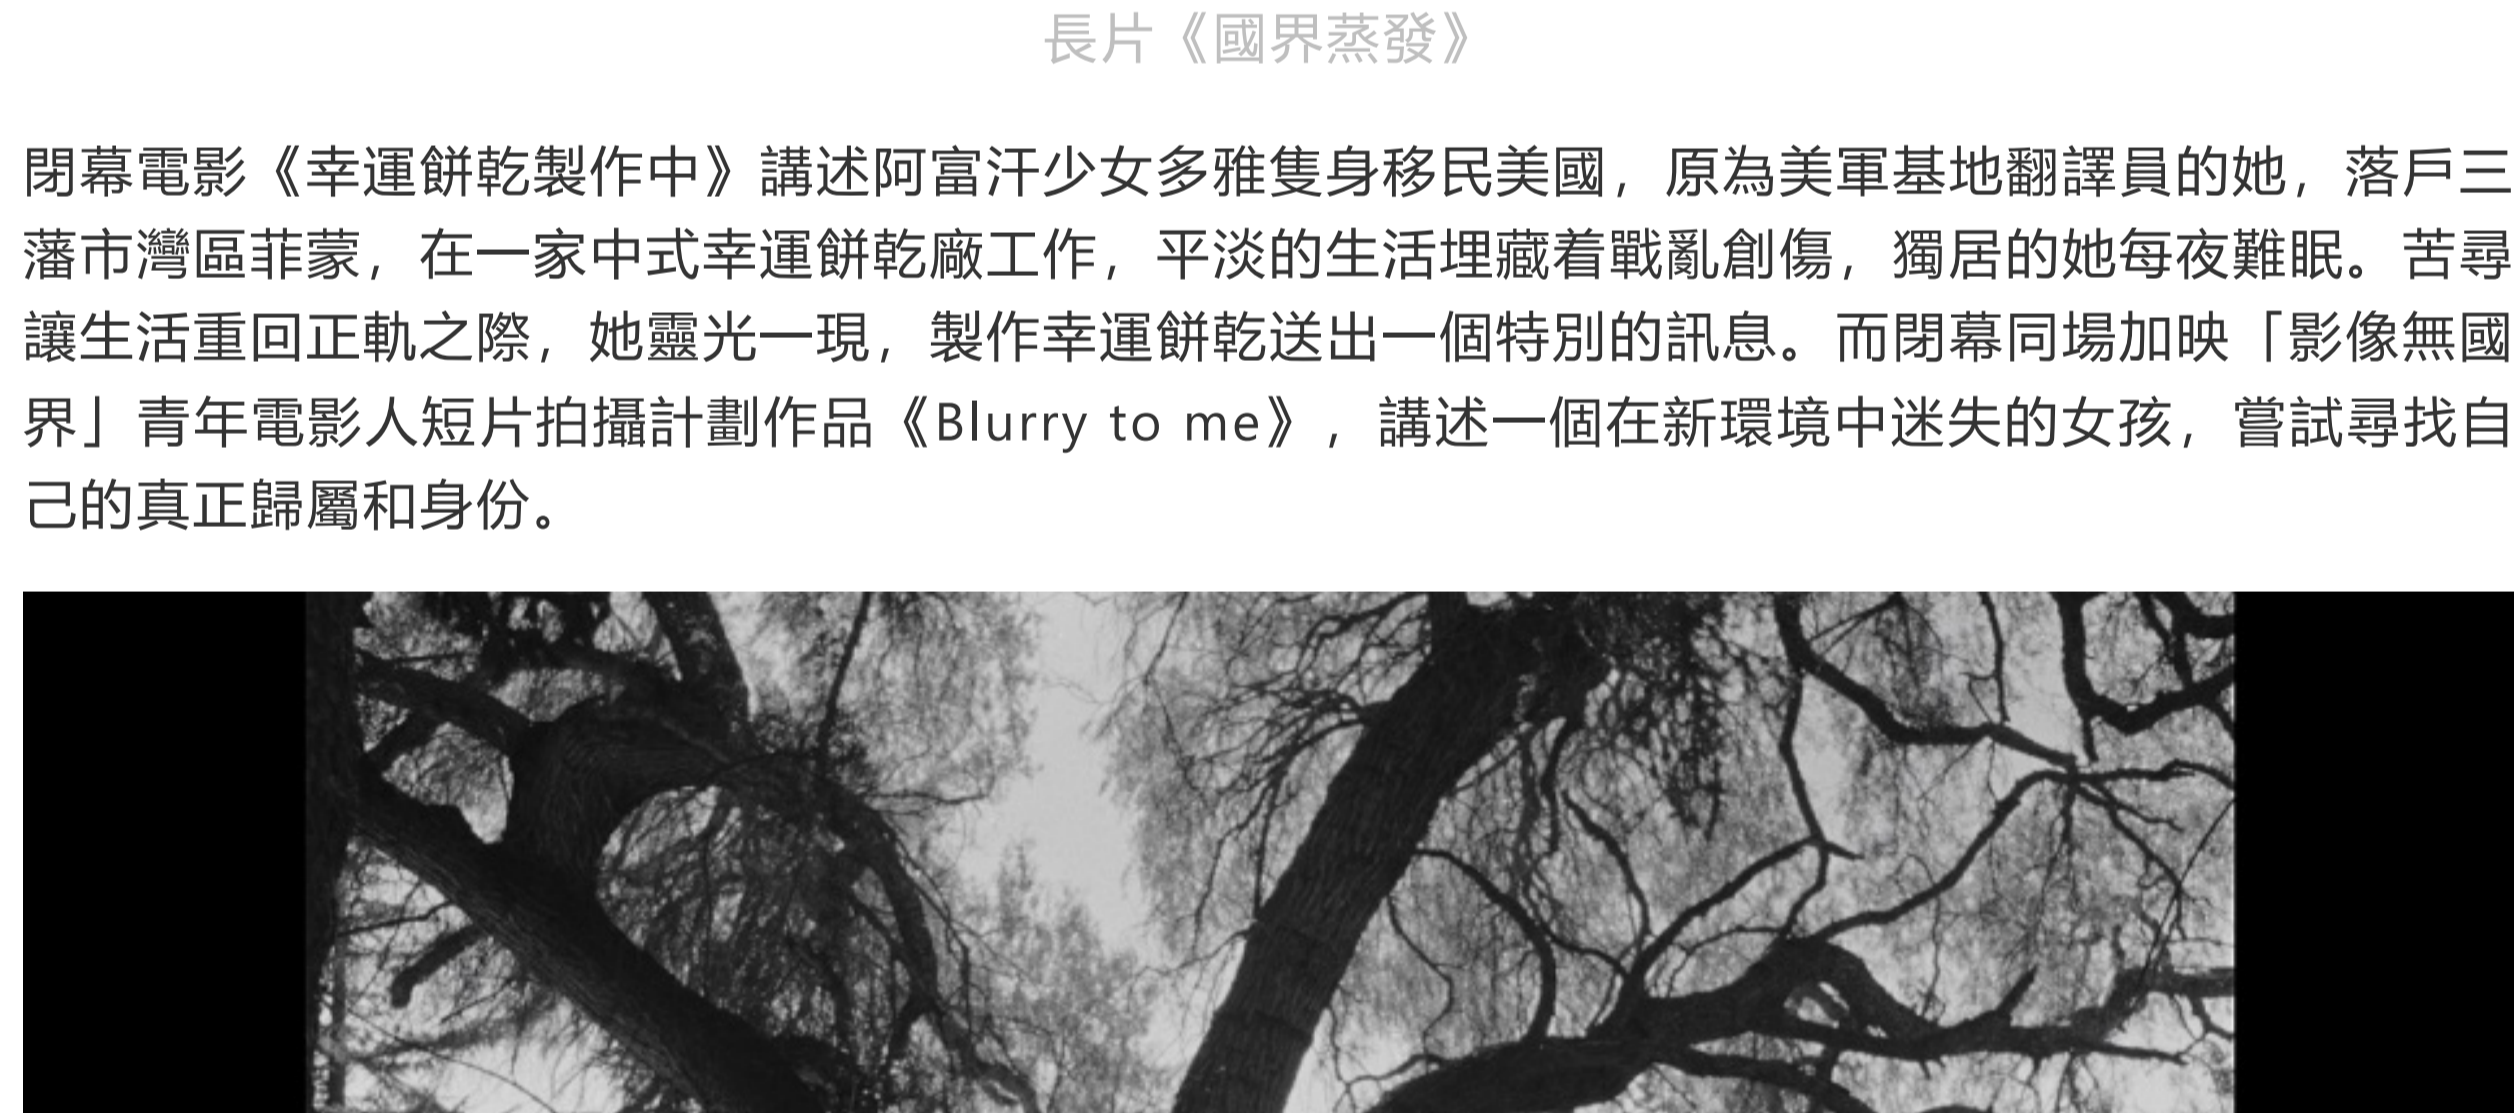 長片《國界蒸發》
閉幕電影《幸運餅乾製作中》講述阿富汗少女多雅隻身移民美國，原為美軍基地翻譯員的她，落戶三
藩市灣區菲蒙，在一家中式幸運餅乾廠工作，平淡的生活埋藏着戰亂創傷，獨居的她每夜難眠。苦尋
讓生活重回正軌之際，她靈光一現，製作幸運餅乾送出一個特別的訊息。而閉幕同場加映「影像無國
界」青年電影人短片拍攝計劃作品《Blurry to me》，講述一個在新環境中迷失的女孩，嘗試尋找自
己的真正歸屬和身份。